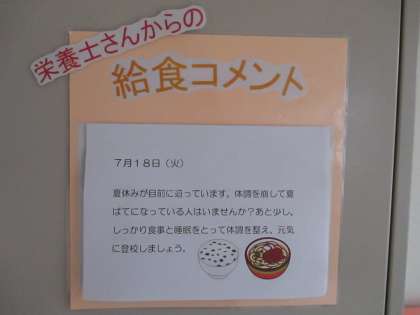 栄養士さんからの
給食コメント
７月１８日（火）
夏休みが目前に迫っています。体調を崩して夏
ばてになっている人はいませんか？あと少し。
しっかり食事と睡眠をとって体調を整え、元気
に登校しましょう。